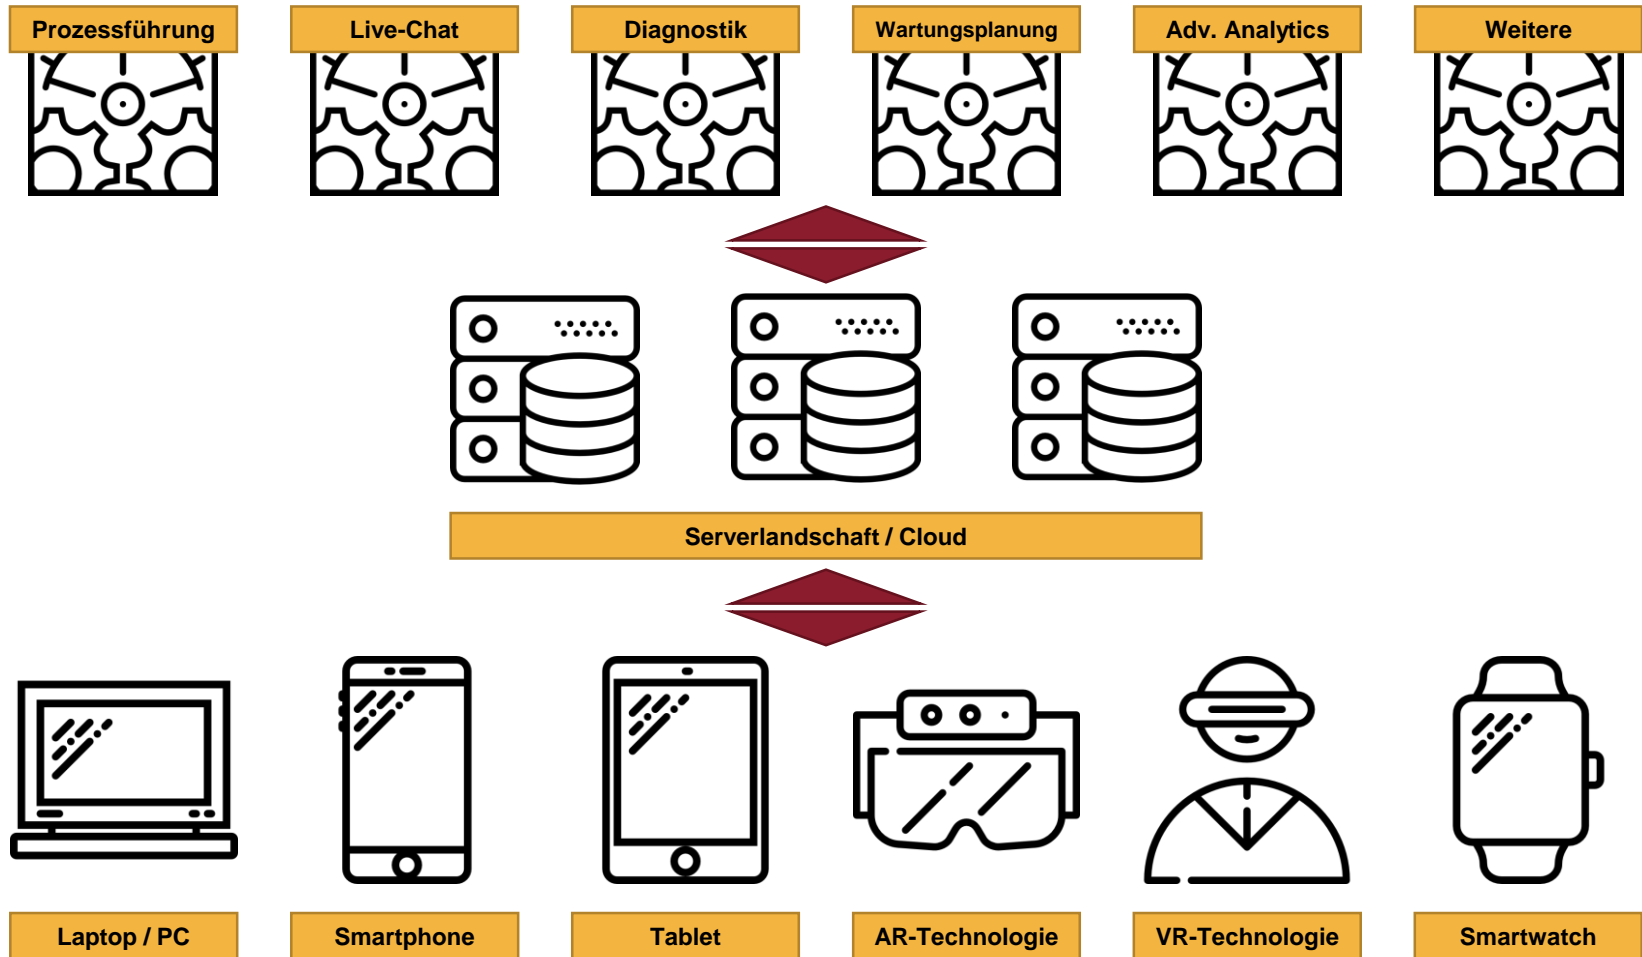 Prozessführung
Live-Chat
Diagnostik
Wartungsplanung
Adv. Analytics
Weitere
Serverlandschaft / Cloud
Laptop / PC
Smartphone
Tablet
AR-Technologie
VR-Technologie
Smartwatch